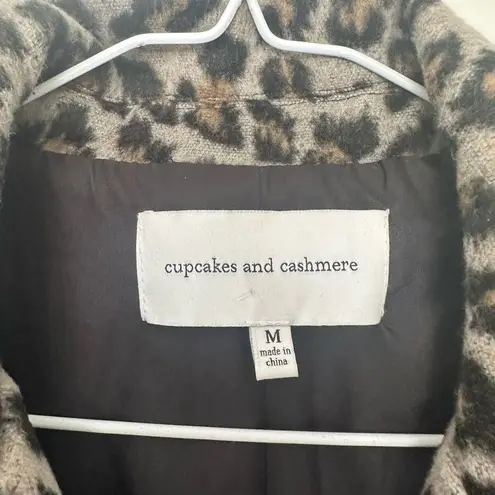 cupcakes and cashmere
M
made in
china